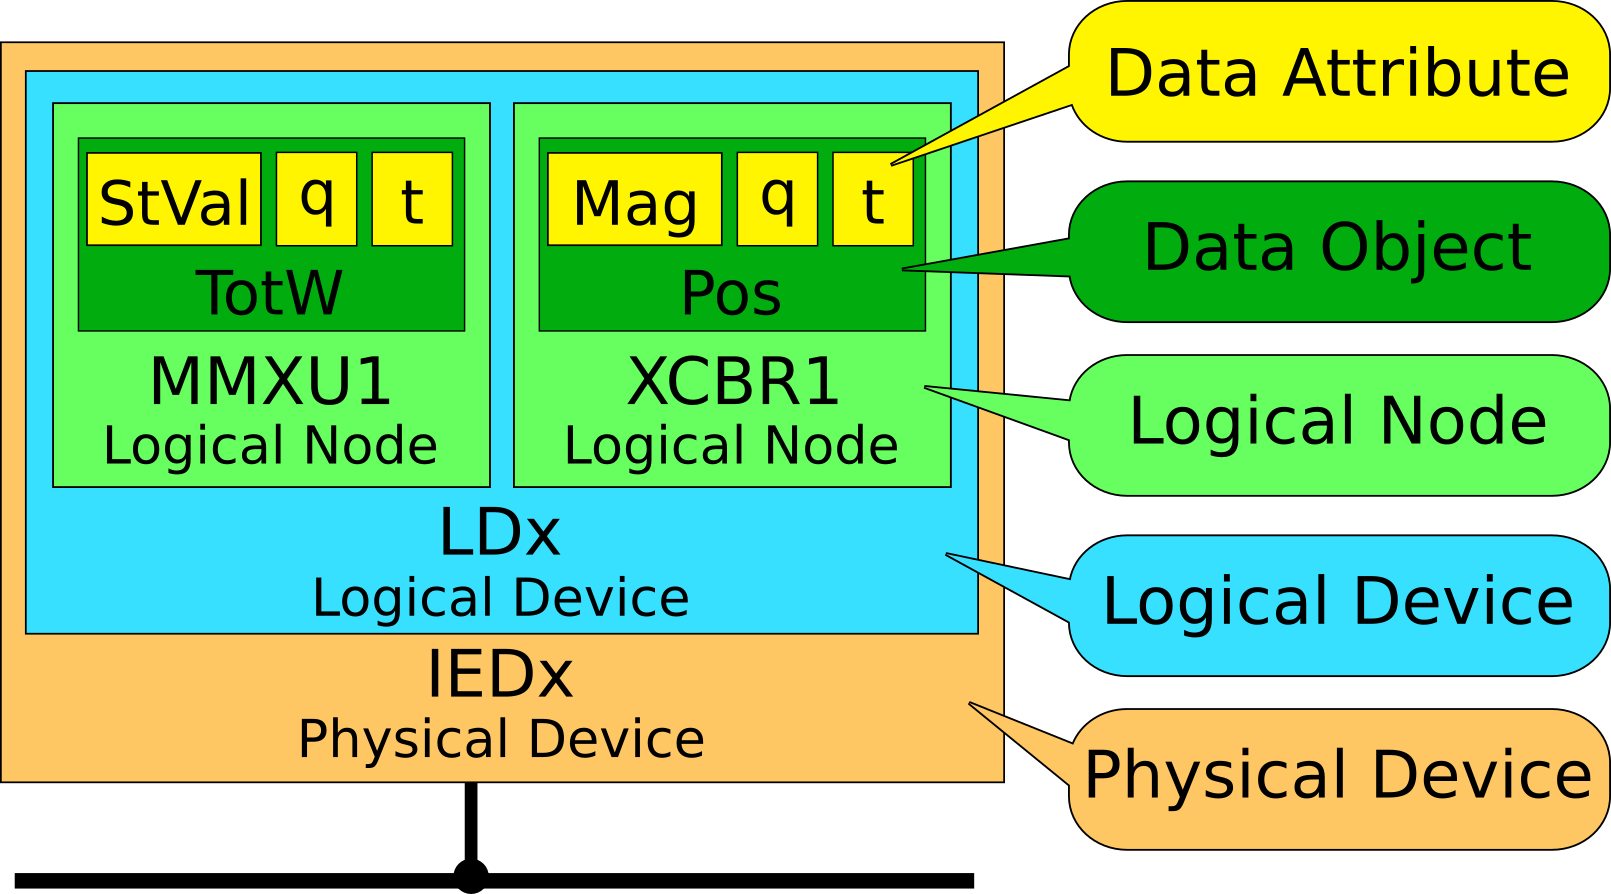 StVal q t
TotW
MMXU1
Logical Node
Mag q t
Pos
XCBR1
Logical Node
LDx
Logical Device
IEDx
Physical Device
Data Attribute
Data Object
Logical Node
Logical Device
Physical Device